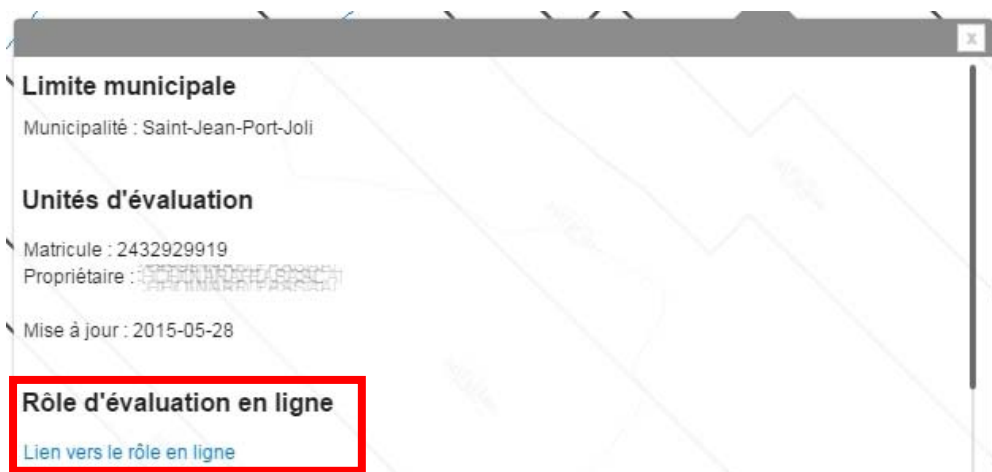 x
Limite municipale
Municipalité : Saint-Jean-Port-Joli
Unités d'évaluation
Matricule : 2432929919
Propriétaire :
Mise à jour : 2015-05-28
Rôle d'évaluation en ligne
Lien vers le rôle en ligne